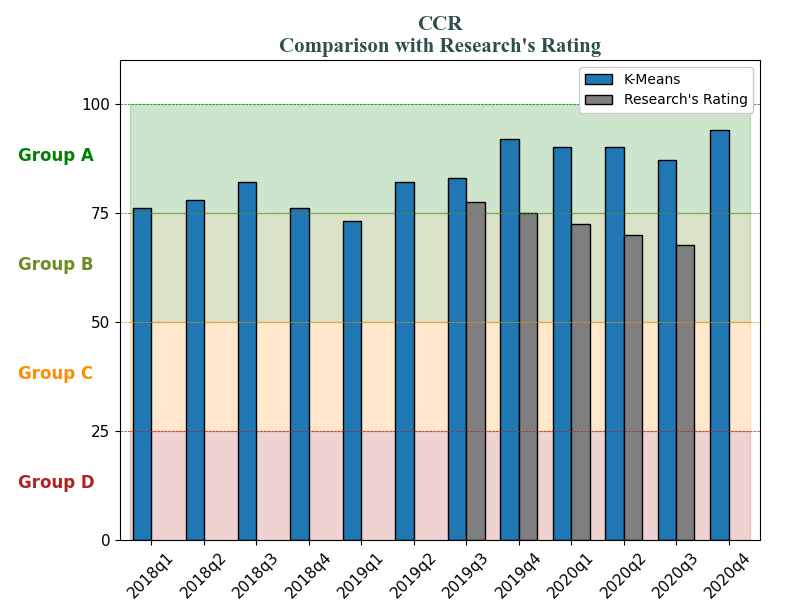 CCR
Comparison with Research's Rating
K-Means
Research's Rating
100
Group A
75
Group B
50
Group C
25
Group D
0
2018q1
2018q2
2018q3
2018q4
2019q1
2019q2
2019q3
2019q4
2020q1
2020q2
2020q3
2020q4